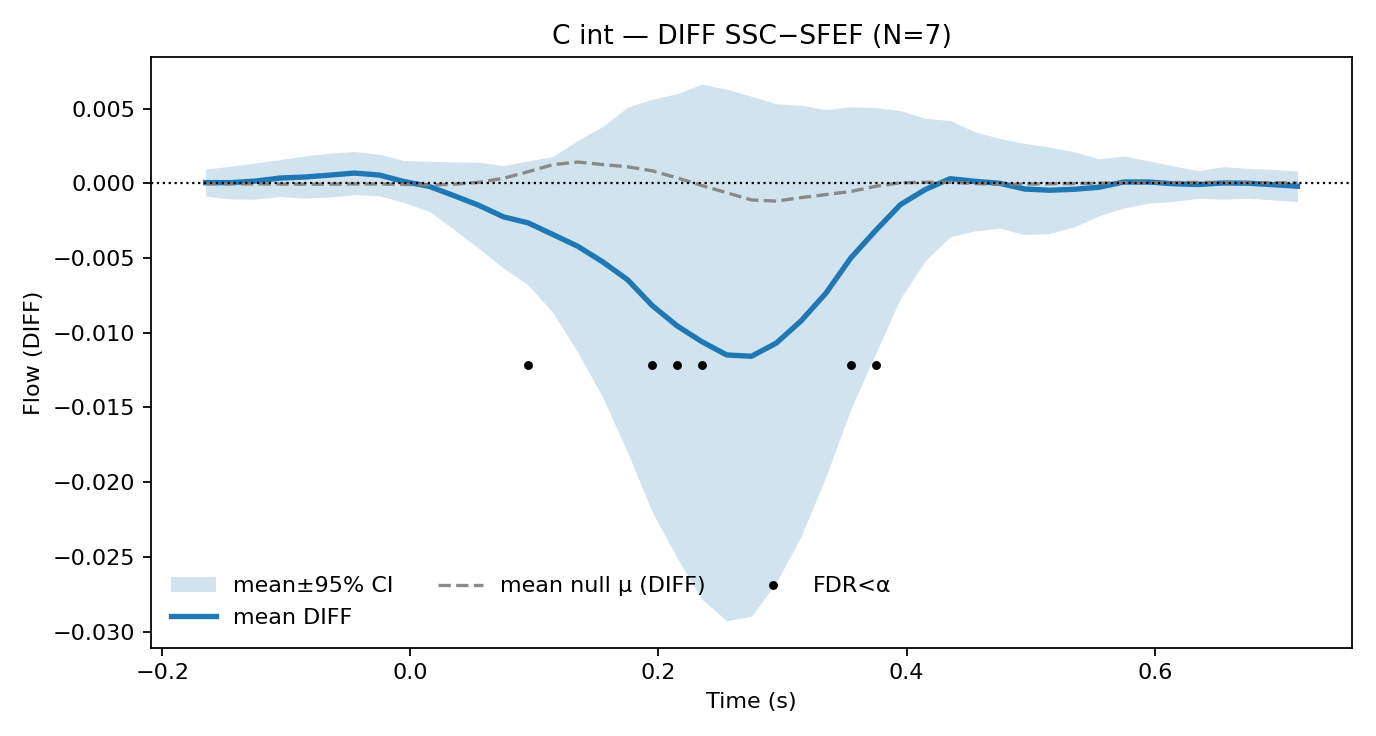 C int — DIFF SSC−SFEF (N=7)
Flow (DIFF)
0.005
0.000
−0.005
−0.010
−0.015
−0.020
−0.025
−0.030
mean±95% CI
mean DIFF
mean null μ (DIFF)
FDR<α
−0.2
0.0
0.2
0.4
0.6
Time (s)